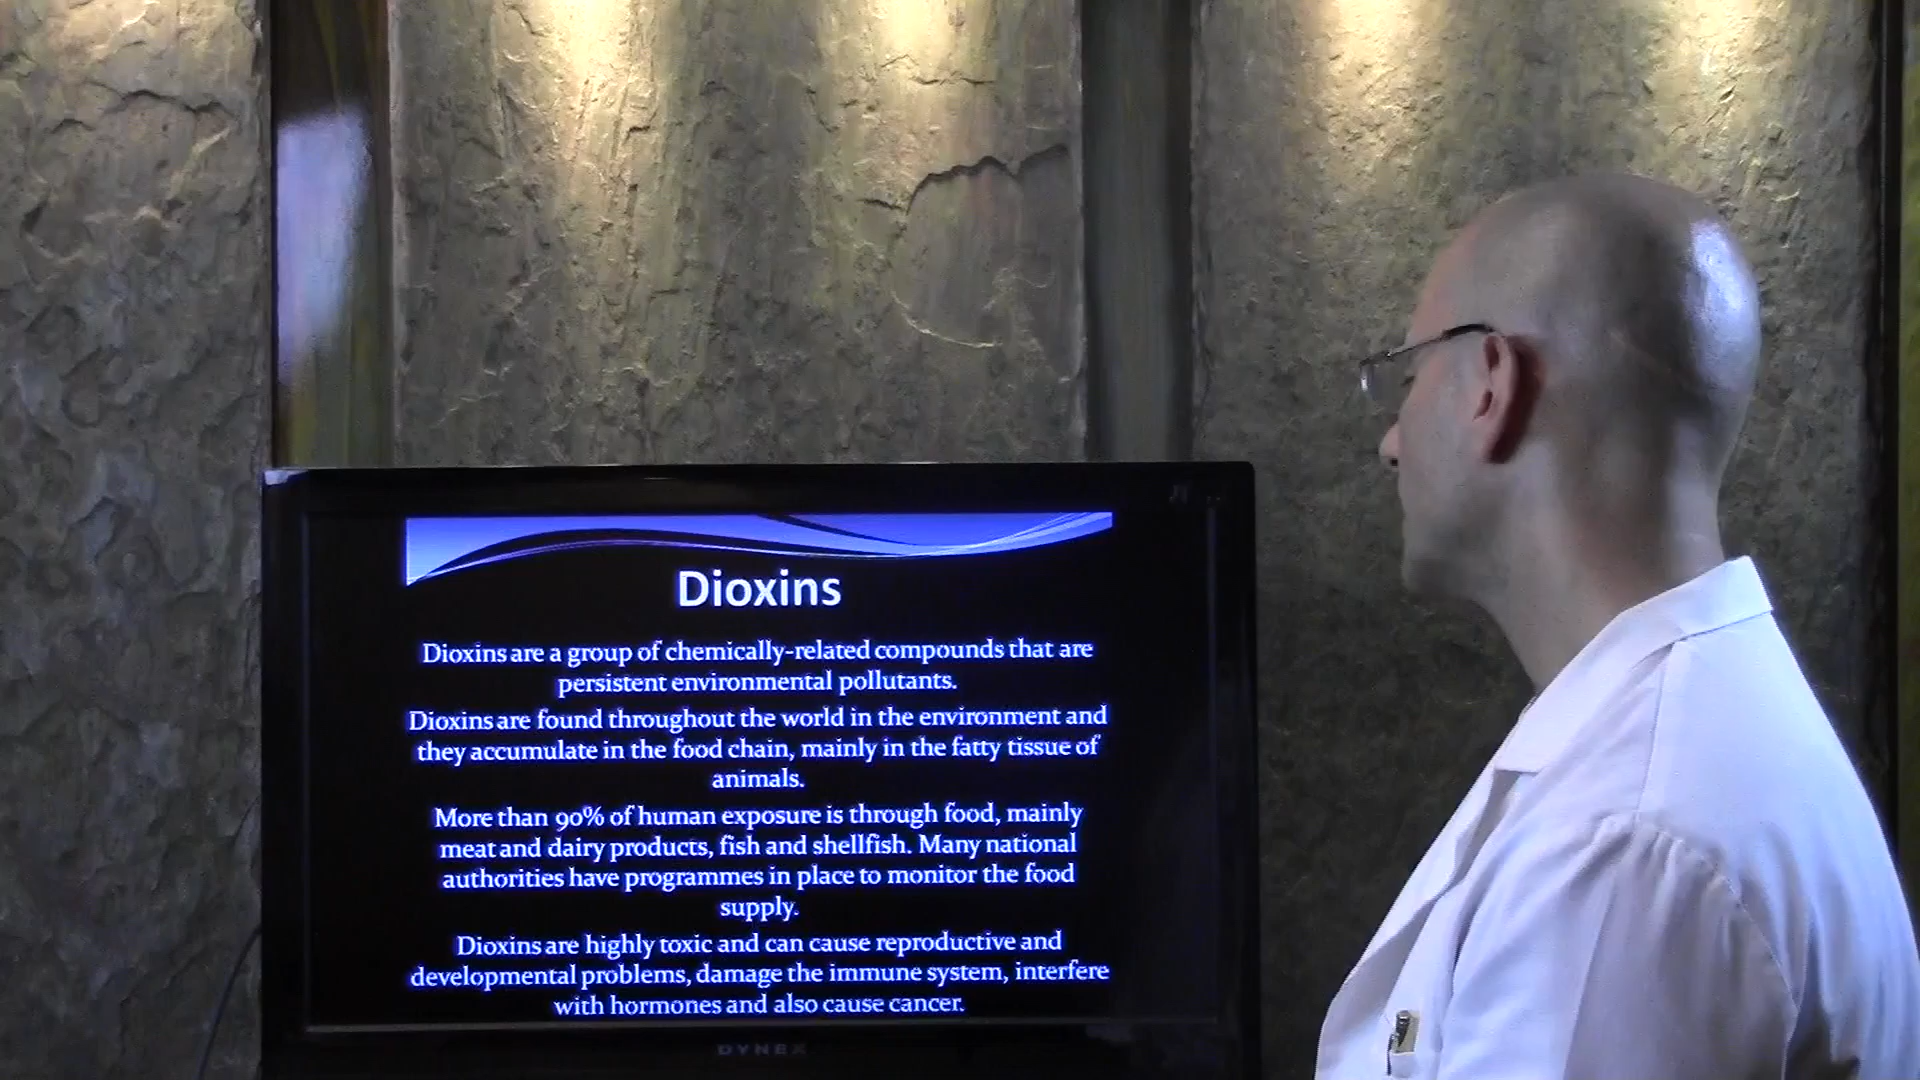 Dioxins
Dioxins are a group of chemically-related compounds that are
persistent environmental pollutants.
Dioxins are found throughout the world in the environment and
they accumulate in the food chain, mainly in the fatty tissue of
animals.
More than 90% of human exposure is through food, mainly
meat and dairy products, fish and shellfish. Many national
authorities have programmes in place to monitor the food
supply.
Dioxins are highly toxic and can cause reproductive and
developmental problems, damage the immune system, interfere
with hormones and also cause cancer.
DYNEX